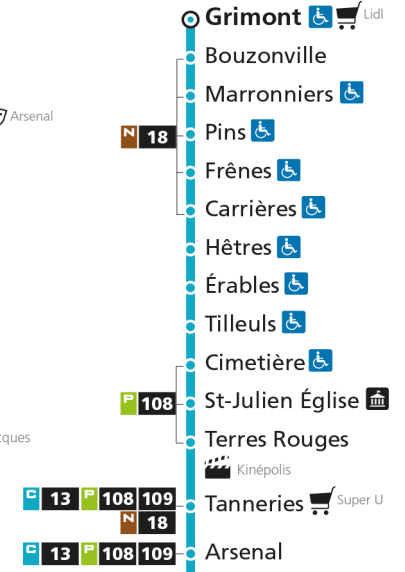 Grimont Lidl
Bouzonville
Marronniers
Arsenal
N 18 Pins
Frênes
Carrières
Hêtres
Érables
Tilleuls
Cimetière
P 108 St-Julien Église
Terres Rouges
cques
Kinépolis
C 13 P 108 109 Tanneries Super U
N 18
C 13 P 108 109 Arsenal